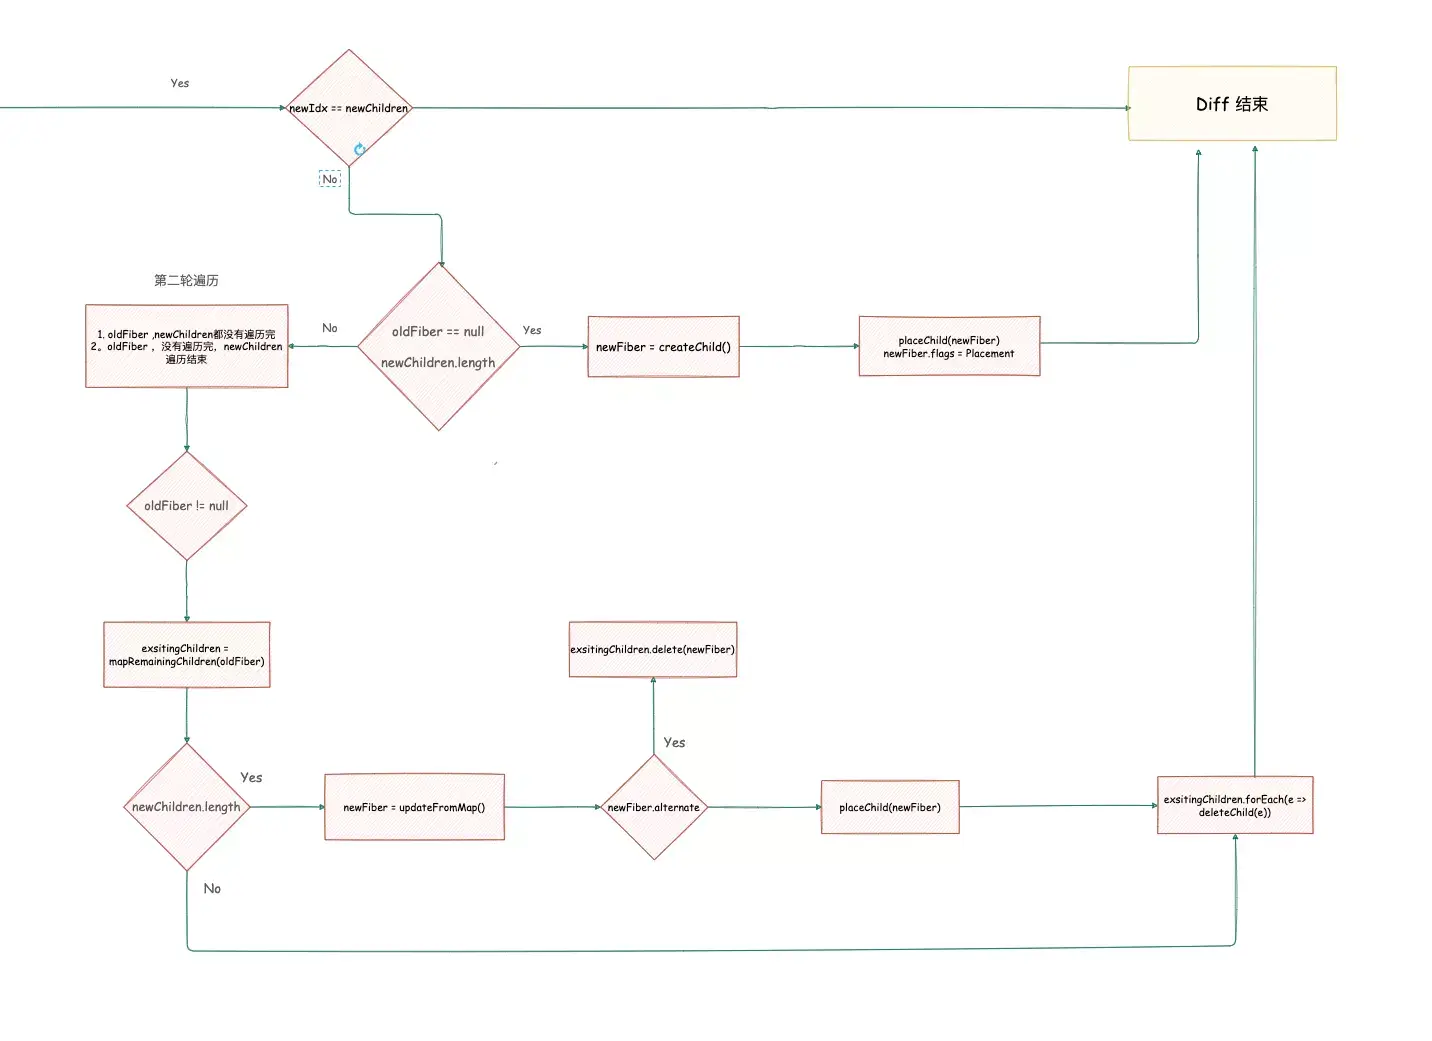 Yes
newIdx == newChildren
Diff 结束
No
第二轮遍历
1. oldFiber ,newChildren都没有遍历完
2。oldFiber ，没有遍历完，newChildren
遍历结束
No
oldFiber == null
newChildren.length
Yes
newFiber = createChild()
placeChild(newFiber)
newFiber.flags = Placement
oldFiber != null
exsitingChildren =
mapRemainingChildren(oldFiber)
exsitingChildren.delete(newFiber)
Yes
newChildren.length
Yes
newFiber = updateFromMap()
newFiber.alternate
placeChild(newFiber)
exsitingChildren.forEach(e =>
deleteChild(e))
No